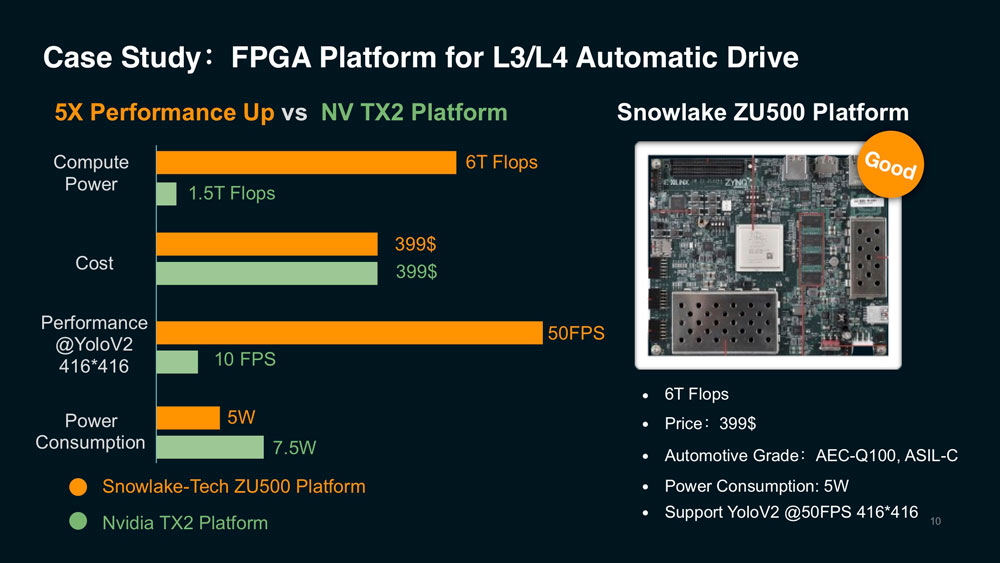 Case Study：FPGA Platform for L3/L4 Automatic Drive
5X Performance Up vs NV TX2 Platform
Compute
Power
6T Flops
1.5T Flops
Cost
399$
399$
Performance
@YoloV2
416*416
50FPS
10 FPS
Power
Consumption
5W
7.5W
Snowlake-Tech ZU500 Platform
Nvidia TX2 Platform
Snowlake ZU500 Platform
Good
XILINX
ZYNQ
6T Flops
Price：399$
Automotive Grade：AEC-Q100, ASIL-C
Power Consumption: 5W
Support YoloV2 @50FPS 416*416
10